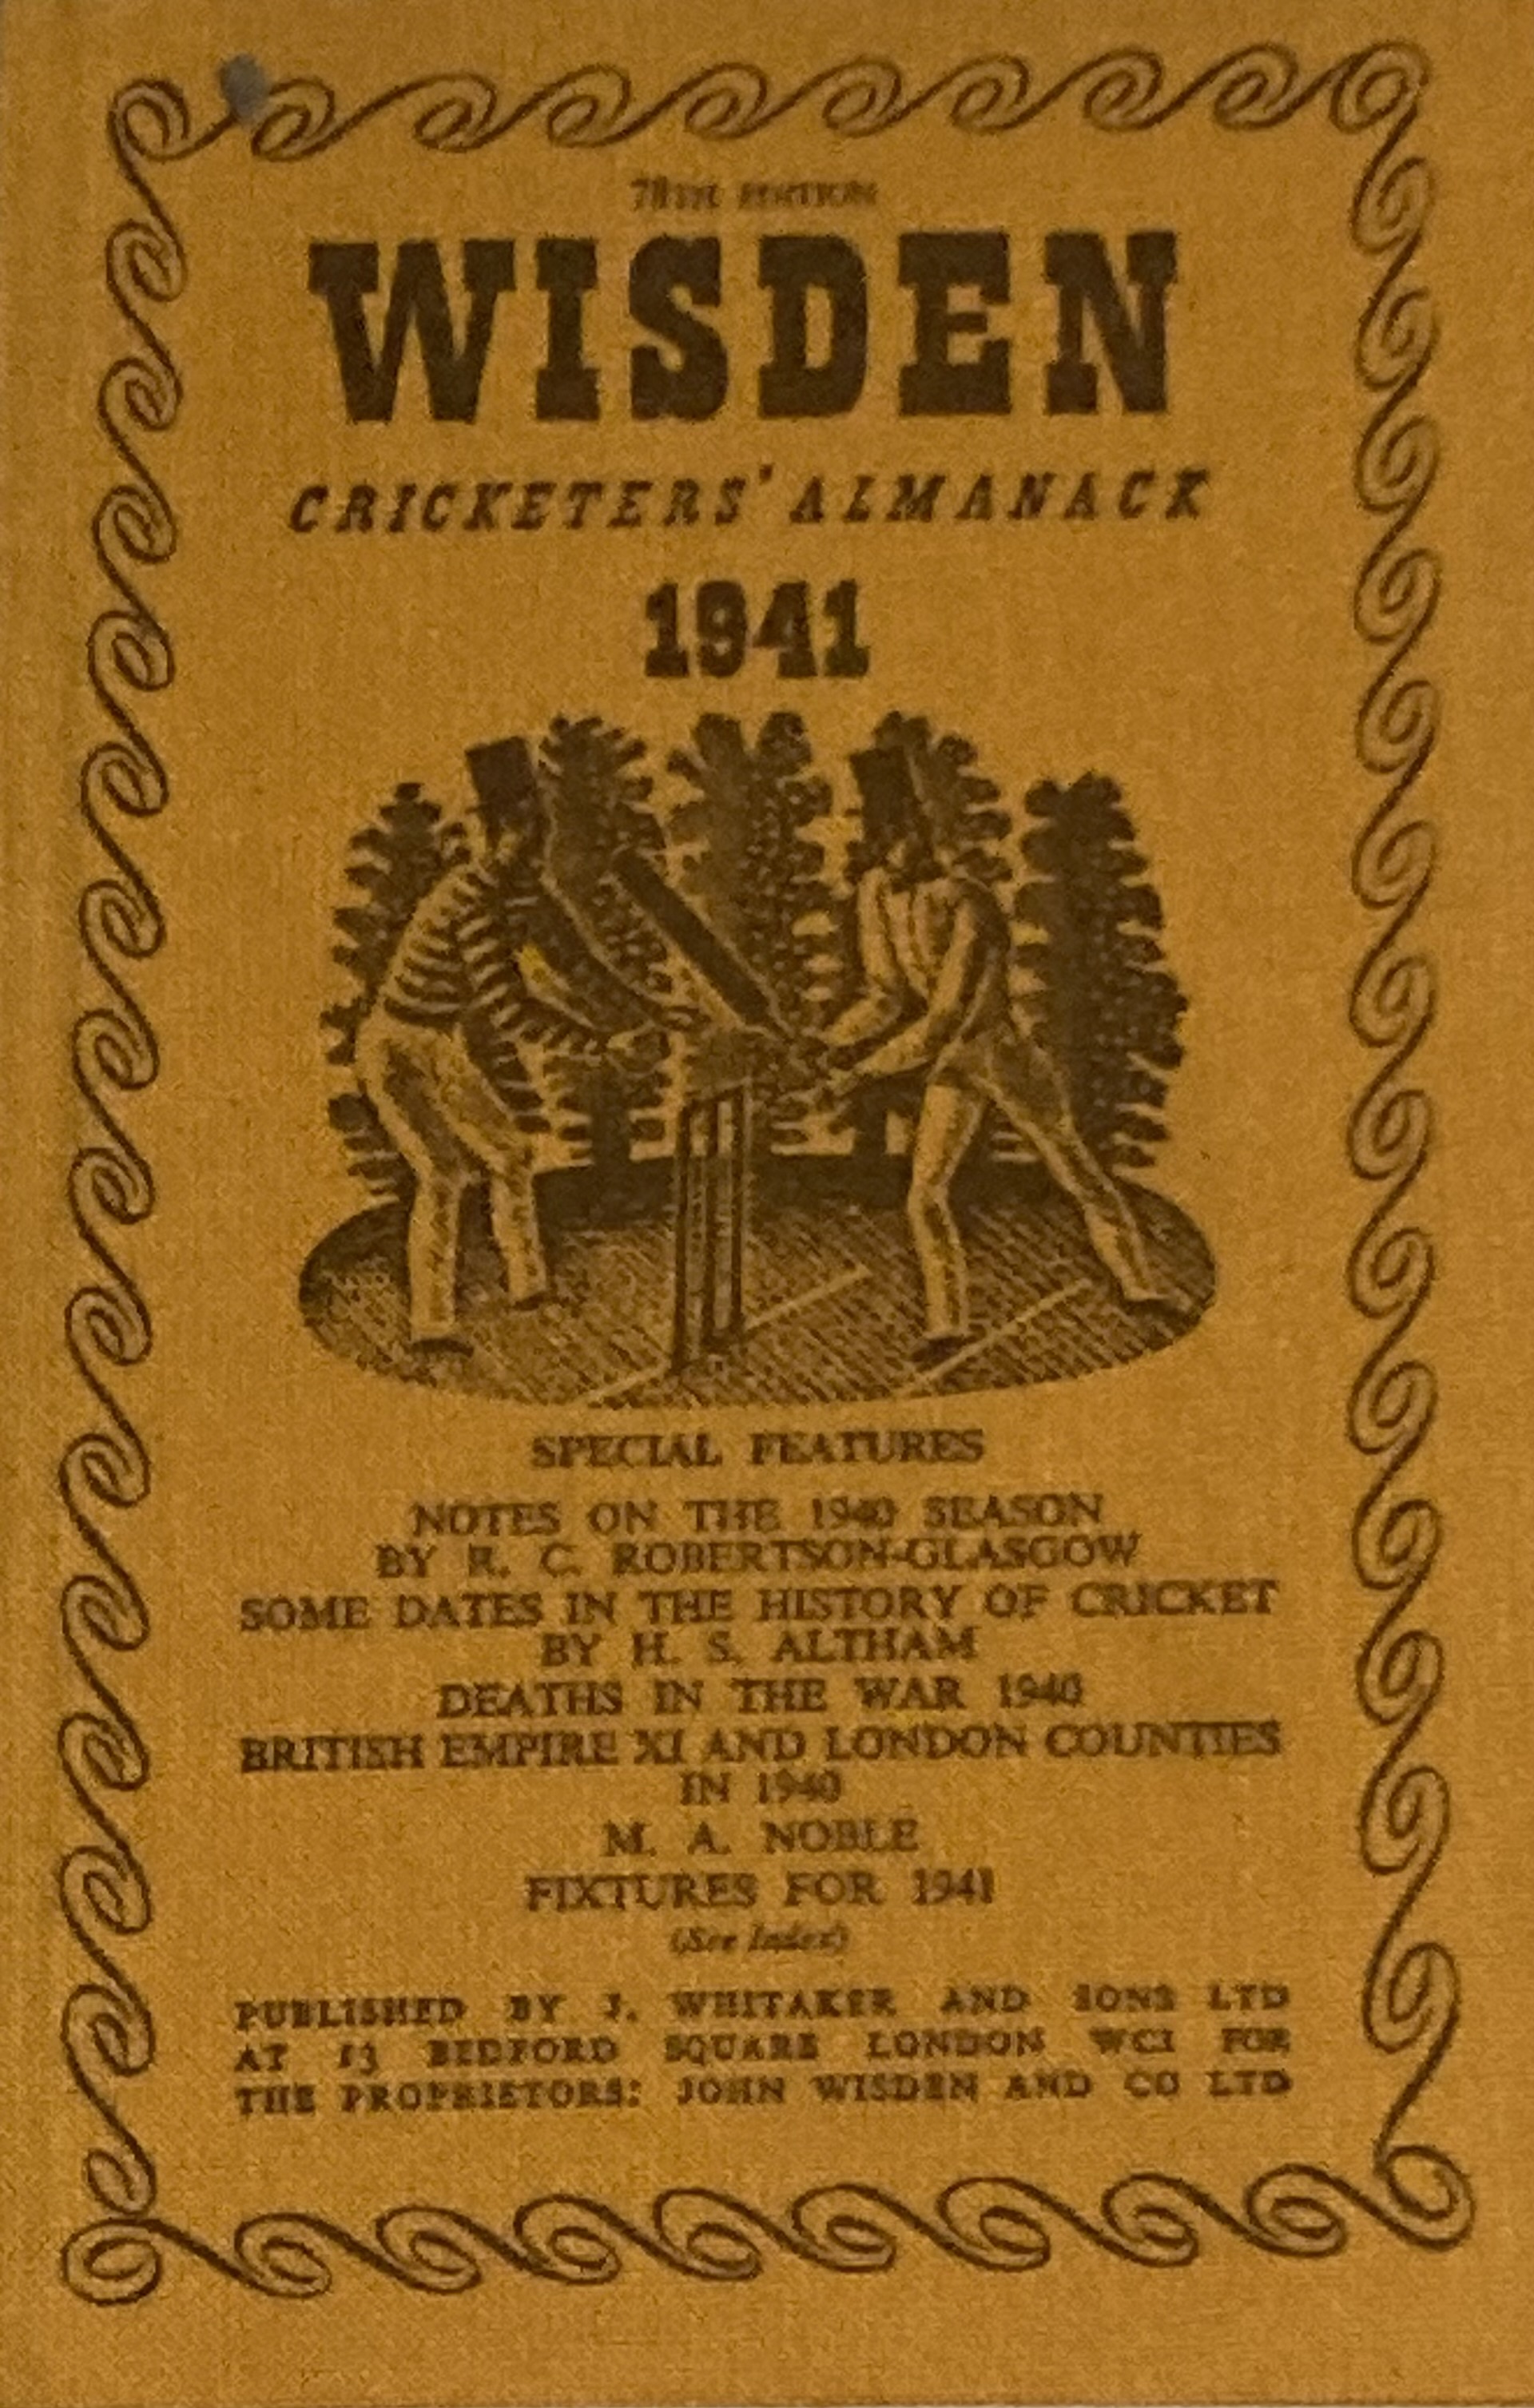 78TH EDITION
WISDEN
CRICKETERS' ALMANACK
1941
SPECIAL FEATURES
NOTES ON THE 1940 SEASON
BY R. C. ROBERTSON-GLASGOW
SOME DATES IN THE HISTORY OF CRICKET
BY H. S. ALTHAM
DEATHS IN THE WAR 1940
BRITISH EMPIRE XI AND LONDON COUNTIES
IN 1940
M. A. NOBLE
FIXTURES FOR 1941
(See Index)
PUBLISHED BY J. WHITAKER AND SONS LTD
AT 13 BEDFORD SQUARE LONDON WC1 FOR
THE PROPRIETORS: JOHN WISDEN AND CO LTD